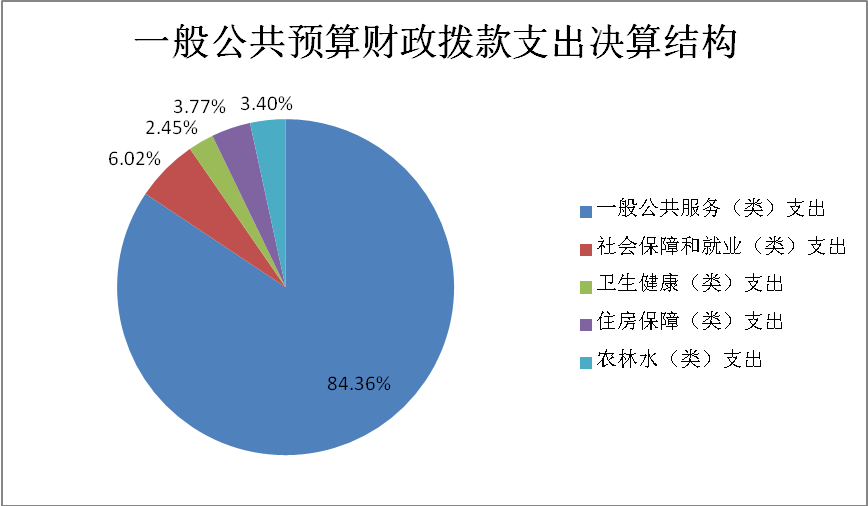 一般公共预算财政拨款支出决算结构
3.77%
3.40%
2.45%
6.02%
84.36%
一般公共服务（类）支出
社会保障和就业（类）支出
卫生健康（类）支出
住房保障（类）支出
农林水（类）支出